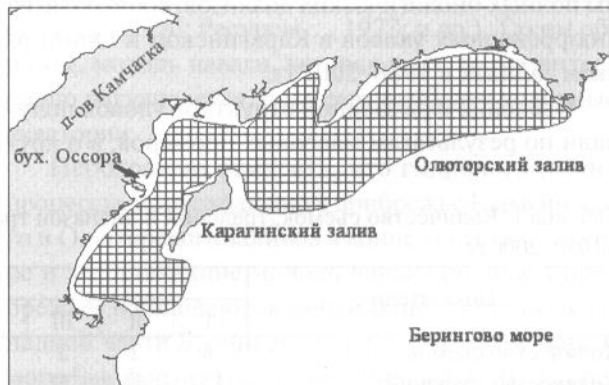 п-ов Камчатка
бух. Оссора
Олюторский залив
Карагинский залив
Берингово море